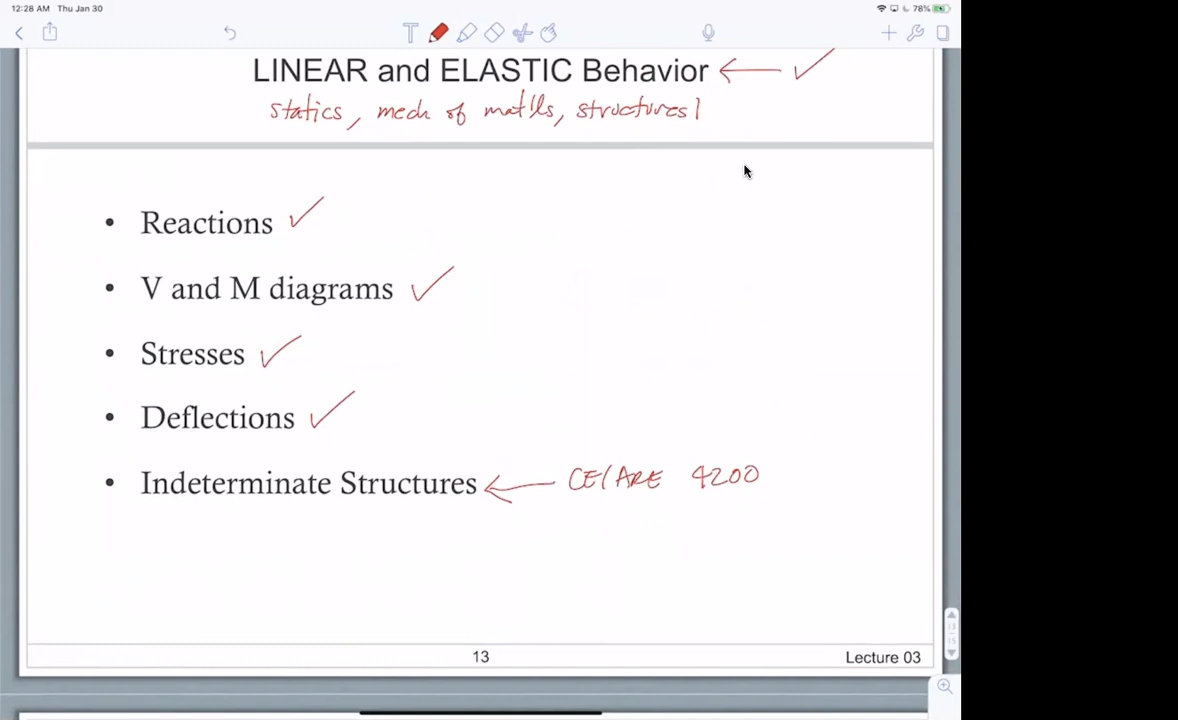 12:28 AM Thu Jan 30
78%
LINEAR and ELASTIC Behavior
statics, mech of mat'ls, structures 1
• Reactions
• V and M diagrams
• Stresses
• Deflections
• Indeterminate Structures CE/ARE 4200
13
Lecture 03